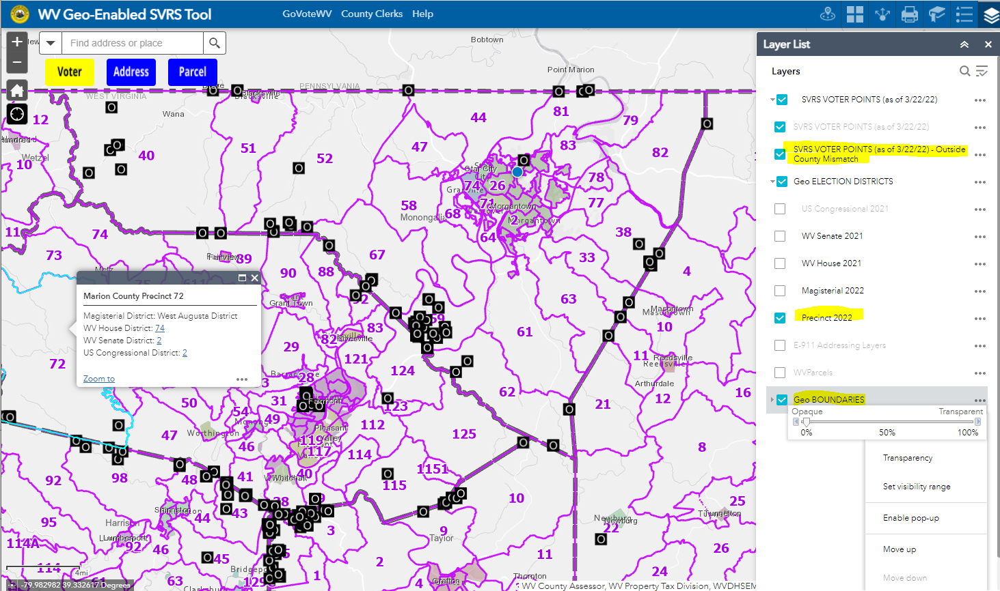 WV Geo-Enabled SVRS Tool
GoVoteWV County Clerks Help
Find address or place
Voter Address Parcel
Layer List
Layers
SVRS VOTER POINTS (as of 3/22/22)
SVRS VOTER POINTS (as of 3/22/22)
SVRS VOTER POINTS (as of 3/22/22) - Outside
County Mismatch
Geo ELECTION DISTRICTS
US Congressional 2021
WV Senate 2021
WV House 2021
Magisterial 2022
Precinct 2022
E-911 Addressing Layers
WVParcels
Geo BOUNDARIES
Opaque Transparent
0% 50% 100%
Transparency
Set visibility range
Enable pop-up
Move up
Move down
Bobtown
Point Marion
PENNSYLVANIA
WEST VIRGINIA
Blacksville
Wana
12
44
81
79
47
83
82
51
52
40
10
Wetzel
Star City
78
74
26
Granville
77
71
Morgantown
58
68
2
Morgantown
Monongalia
11
74
64
38
73
Fairview
39
67
33
Metz
90
88
4
Grant Town
63
92
Masontown
Masontown
59
83
61
10
82
Rivesville
29
11
121
Reedsville
Reedsville
72
124
28
Arthurdale
Fairmont
62
16
31
50
123
21
12
54
49
112
Worthington
47
Pleasant
Valley
119
125
46
117
114
8
98
40
1151
92
48
41
Whitehall
115
10
25
Shinnston
43
44
Newburg
Newburg
Harrison
95
3
22
9
Taylor
114A
Lumberport
92
46
26
45
11
2
114
Bridgeport
24
63
1
4
Grafton
Thornton
Marion County Precinct 72
Magisterial District: West Augusta District
WV House District: 74
WV Senate District: 2
US Congressional District: 2
Zoom to
4mi
-79.982982 39.332617 Degrees
WV County Assessor, WV Property Tax Division, WVDHSEM